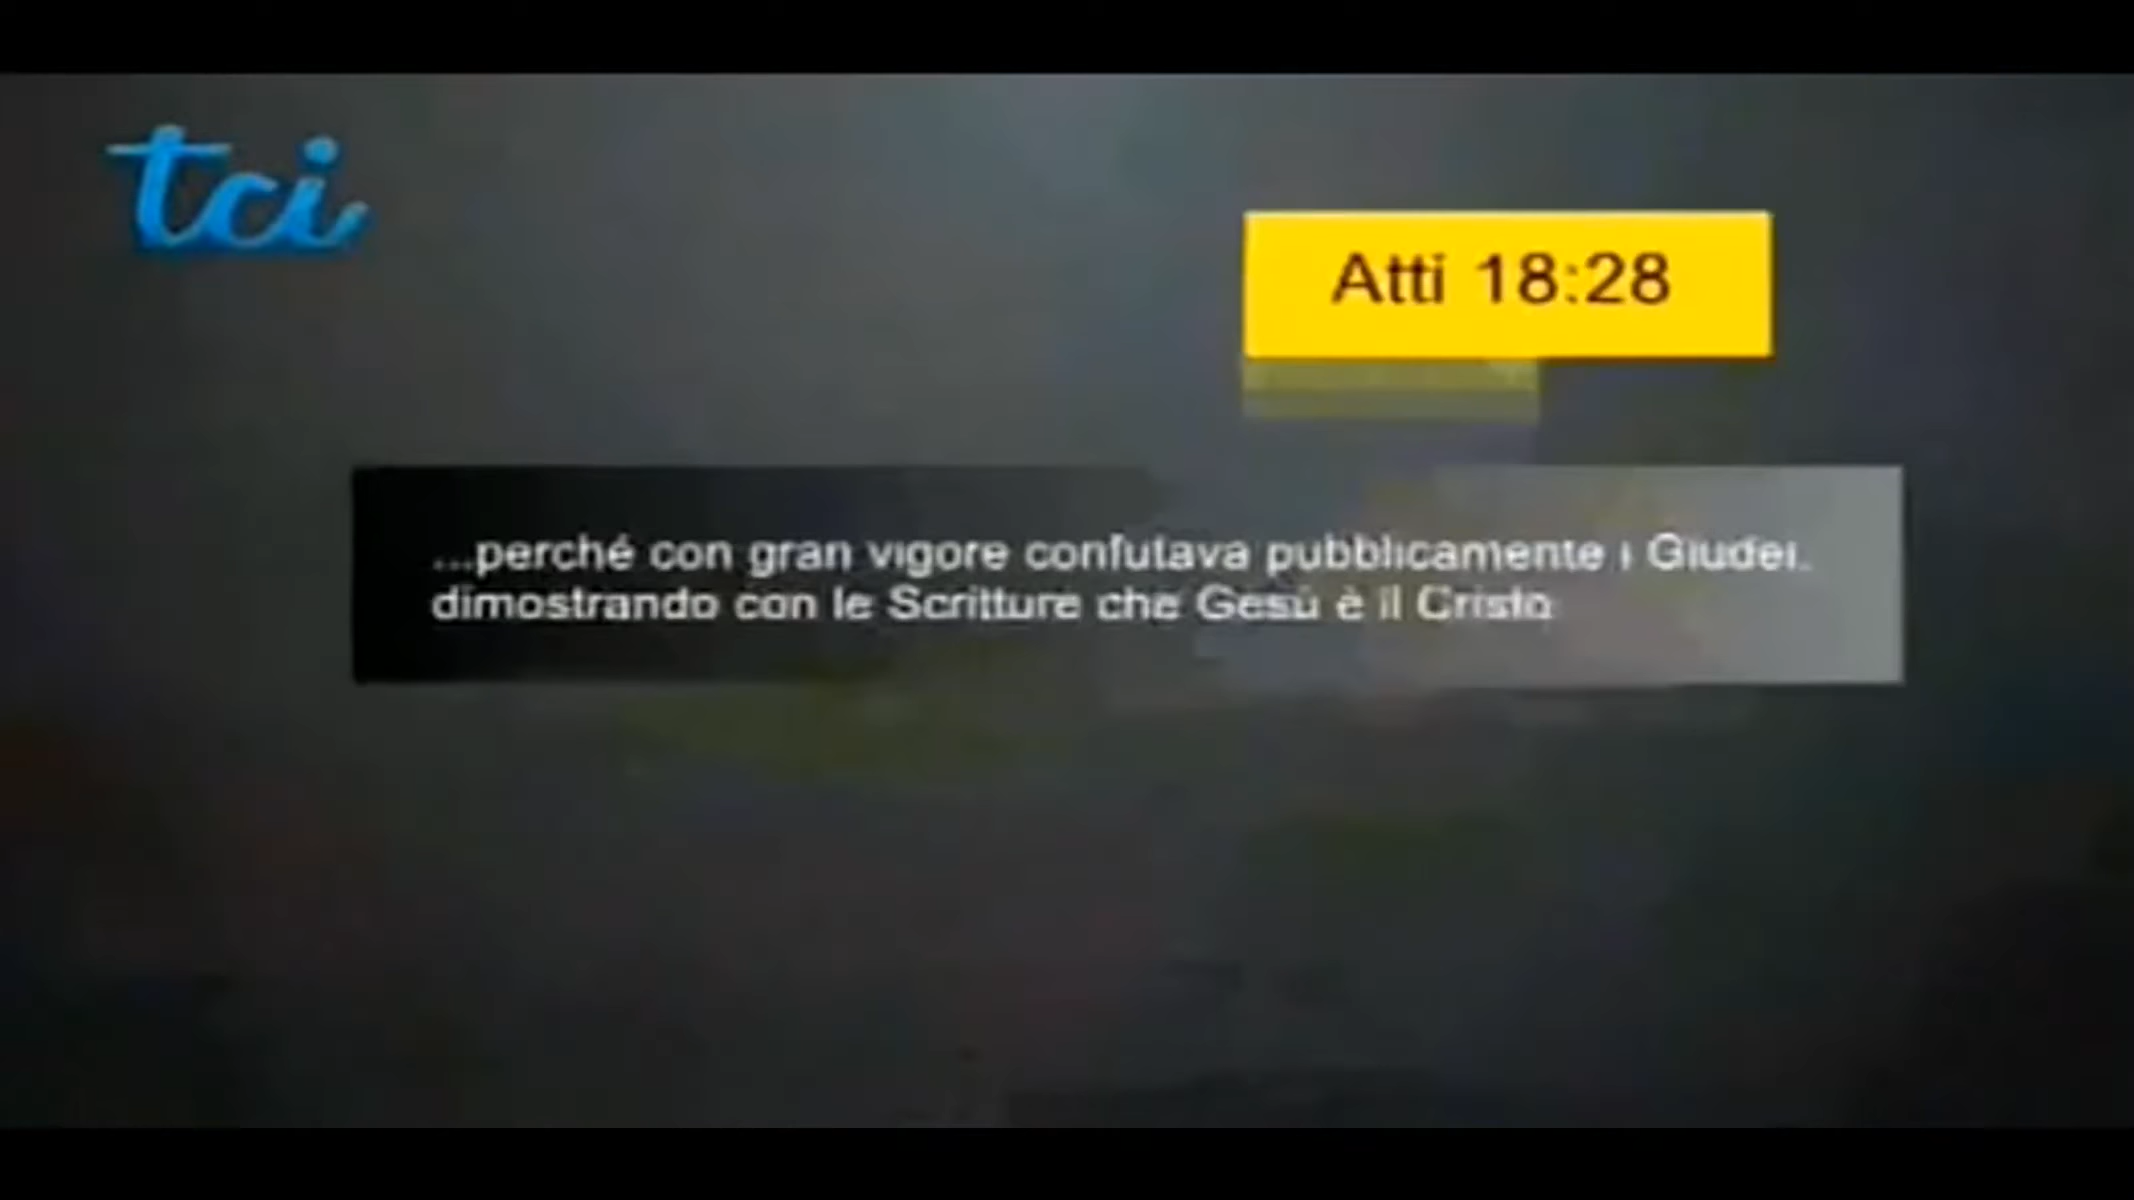 tci
Atti 18:28
...perché con gran vigore confutava pubblicamente i Giudei,
dimostrando con le Scritture che Gesù è il Cristo